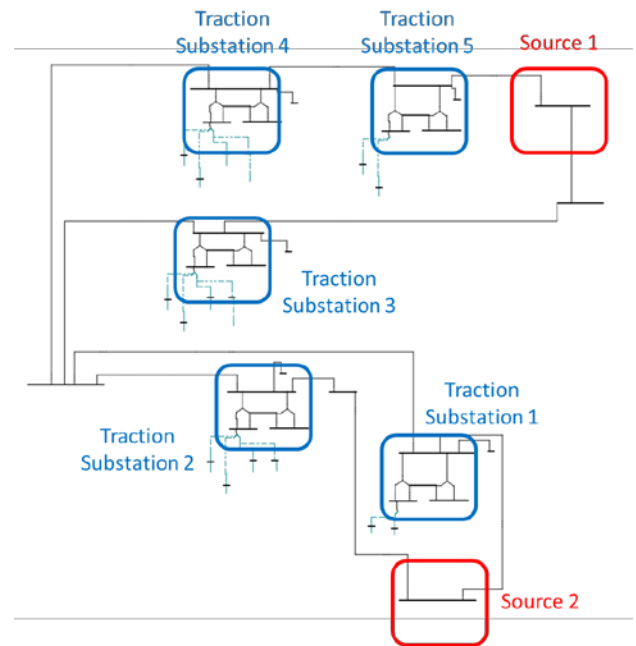 Traction
Substation 4
Traction
Substation 5
Source 1
Traction
Substation 3
Traction
Substation 1
Traction
Substation 2
Source 2